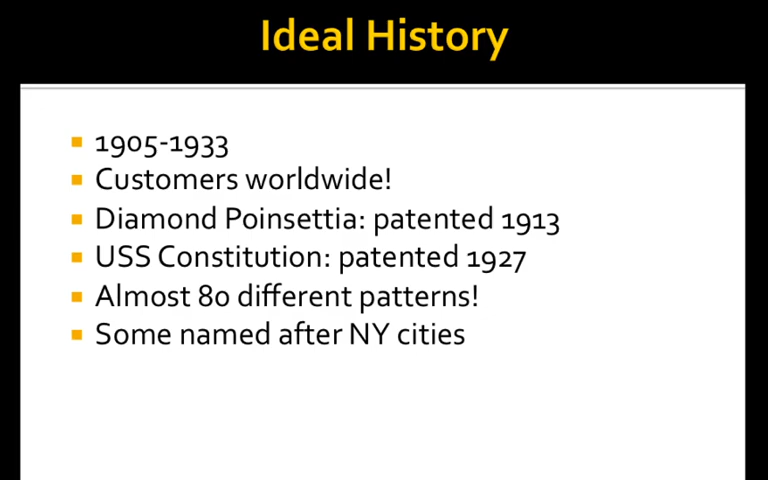 Ideal History
1905-1933
Customers worldwide!
Diamond Poinsettia: patented 1913
USS Constitution: patented 1927
Almost 80 different patterns!
Some named after NY cities